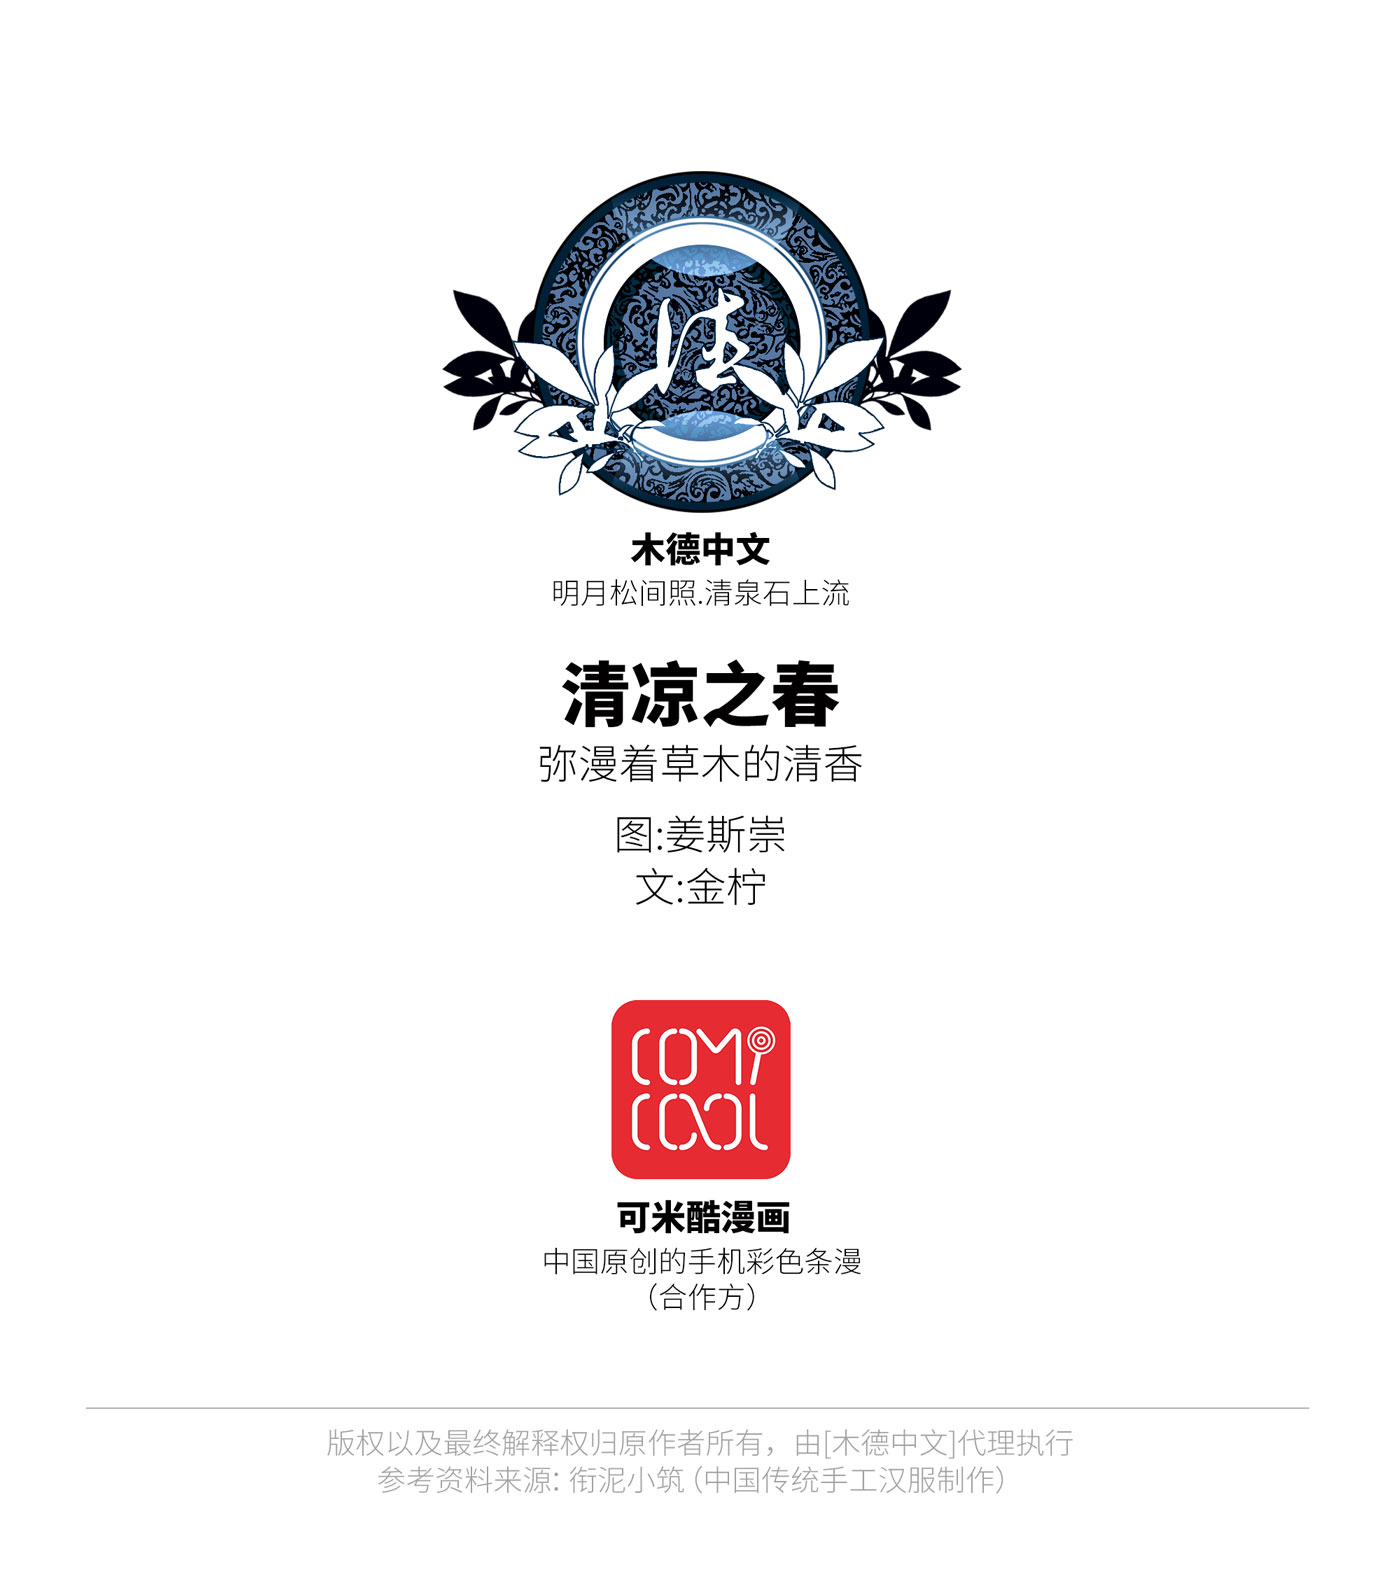 木德中文
明月松间照.清泉石上流
清凉之春
弥漫着草木的清香
图:姜斯崇
文:金柠
COMI
COOL
可米酷漫画
中国原创的手机彩色条漫
（合作方）
版权以及最终解释权归原作者所有，由[木德中文]代理执行
参考资料来源：衔泥小筑（中国传统手工汉服制作）